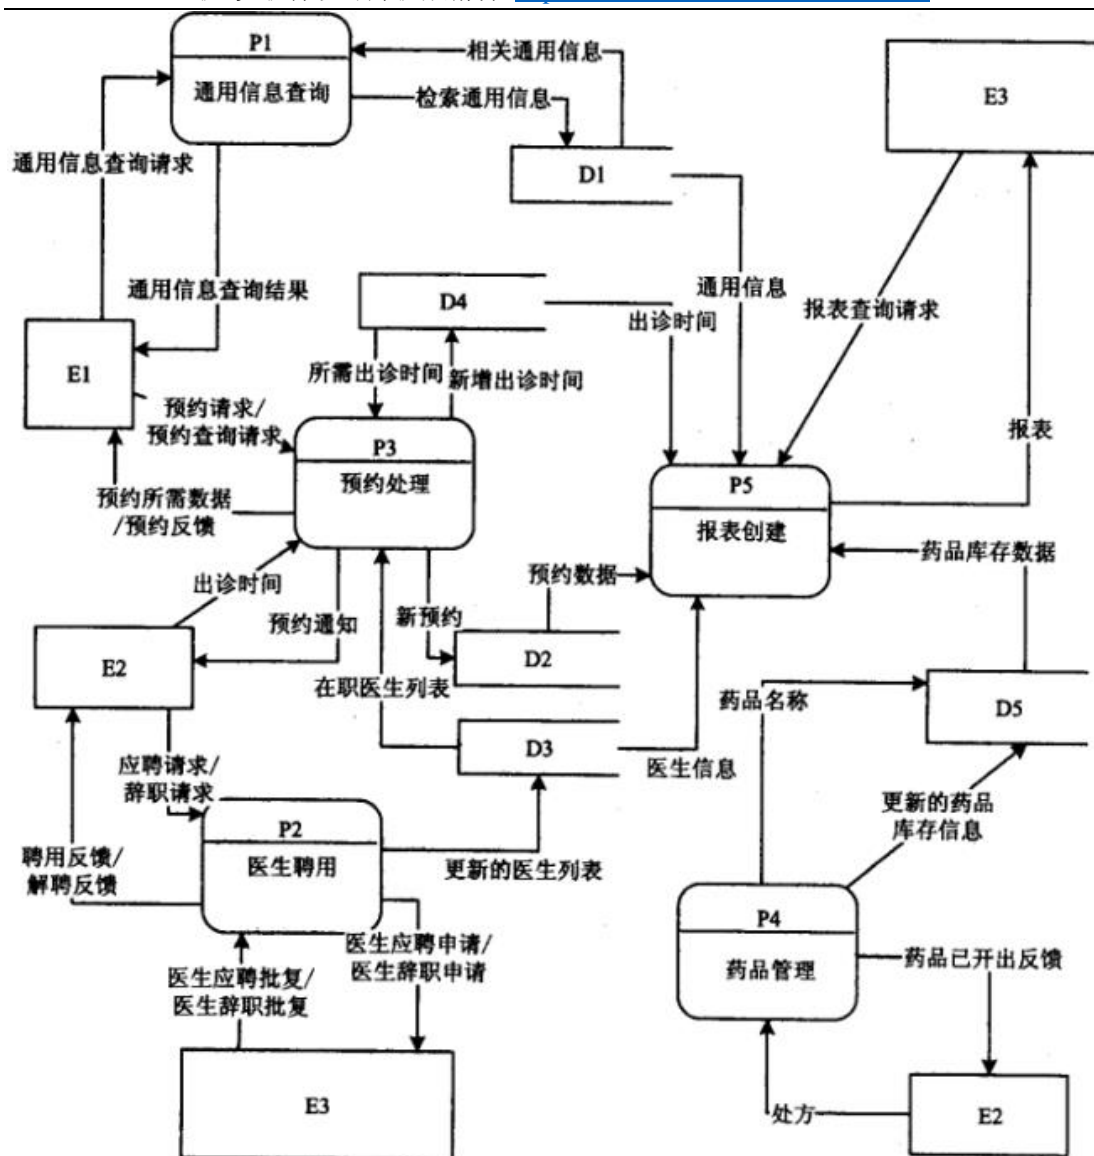 P1
通用信息查询
相关通用信息
检索通用信息
E3
D1
通用信息查询请求
通用信息查询结果
D4
通用信息
出诊时间
报表查询请求
E1
所需出诊时间
新增出诊时间
预约请求/
预约查询请求
P3
预约处理
预约所需数据
/预约反馈
P5
报表创建
报表
药品库存数据
出诊时间
预约通知
新预约
预约数据
E2
D2
在职医生列表
药品名称
D5
D3
医生信息
应聘请求/
辞职请求
更新的药品
库存信息
P2
医生聘用
聘用反馈/
解聘反馈
更新的医生列表
P4
药品管理
医生应聘申请/
医生辞职申请
药品已开出反馈
医生应聘批复/
医生辞职批复
E3
处方
E2